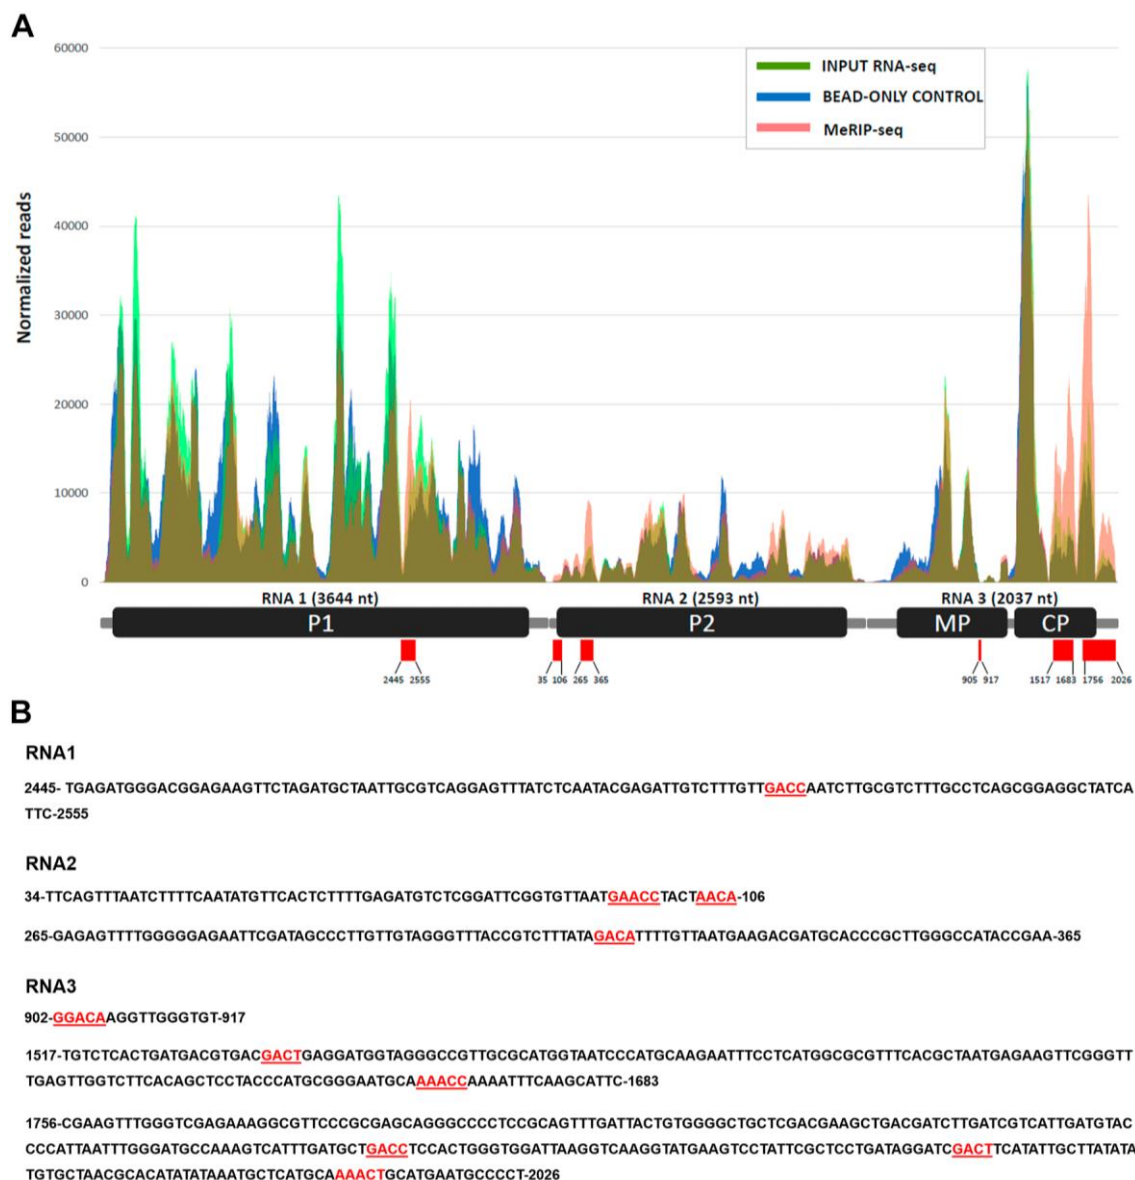 A
60000
50000
40000
30000
20000
10000
0
Normalized reads
INPUT RNA-seq
BEAD-ONLY CONTROL
MeRIP-seq
RNA 1 (3644 nt)
RNA 2 (2593 nt)
RNA 3 (2037 nt)
P1
P2
MP
CP
2445 2555
35 106 265 365
905 917
1517 1683 1756 2026
B
RNA1
2445- TGAGATGGGACGGAGAAGTTCTAGATGCTAATTGCGTCAGGAGTTTATCTCAATACGAGATTGTCTTTGTTGACCAATCTTGCGTCTTTGCCTCAGCGGAGGCTATCA
TTC-2555
RNA2
34-TTCAGTTTAATCTTTTCAATATGTTCACTCTTTTGAGATGTCTCGGATTCGGTGTTAATGAACCTACTAACA-106
265-GAGAGTTTTGGGGGAGAATTCGATAGCCCTTGTTGTAGGGTTTACCGTCTTTATAGACATTTTGTTAATGAAGACGATGCACCCGCTTGGGCCATACCGAA-365
RNA3
902-GGACAAGGTTGGGTGT-917
1517-TGTCTCACTGATGACGTGACGACTGAGGATGGTAGGGCCGTTGCGCATGGTAATCCCATGCAAGAATTTCCTCATGGCGCGTTTCACGCTAATGAGAAGTTCGGGTT
TGAGTTGGTCTTCACAGCTCCTACCCATGCGGGAATGCAAAACCAAAATTTCAAGCATTC-1683
1756-CGAAGTTTGGGTCGAGAAAGGCGTTCCCGCGAGCAGGGCCCCTCCGCAGTTTGATTACTGTGGGGCTGCTCGACGAAGCTGACGATCTTGATCGTCATTGATGTAC
CCCATTAATTTGGGATGCCAAAGTCATTTGATGCTGACCTCCACTGGGTGGATTAAGGTCAAGGTATGAAGTCCTATTCGCTCCTGATAGGATCGACTTCATATTGCTTATATA
TGTGCTAACGCACATATATAAATGCTCATGCAAAACTGCATGAATGCCCCT-2026